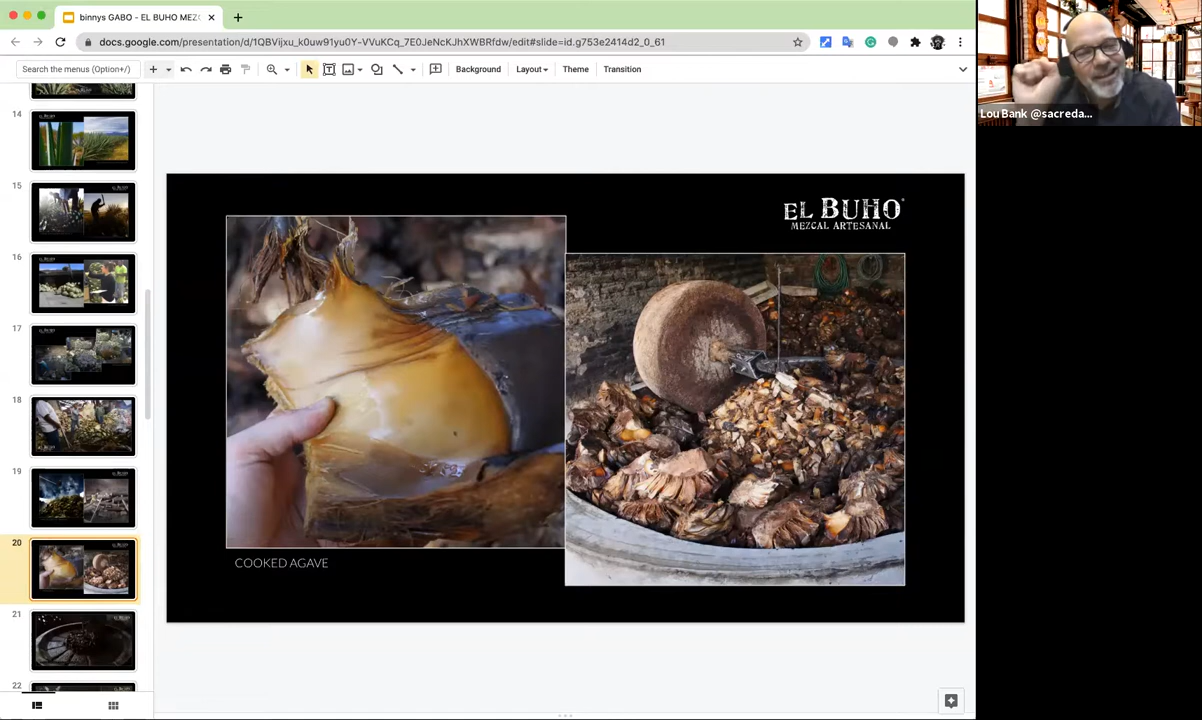 binnys GABO - EL BUHO MEZC
docs.google.com/presentation/d/1QBVijxu_k0uw91yu0Y-VVuKCq_7E0JeNcKJhXWBRfdw/edit#slide=id.g753e2414d2_0_61
Search the menus (Option+/)
Background
Layout
Theme
Transition
Lou Bank @sacreda...
14
15
16
17
18
19
20
21
22
EL BUHO
MEZCAL ARTESANAL
COOKED AGAVE